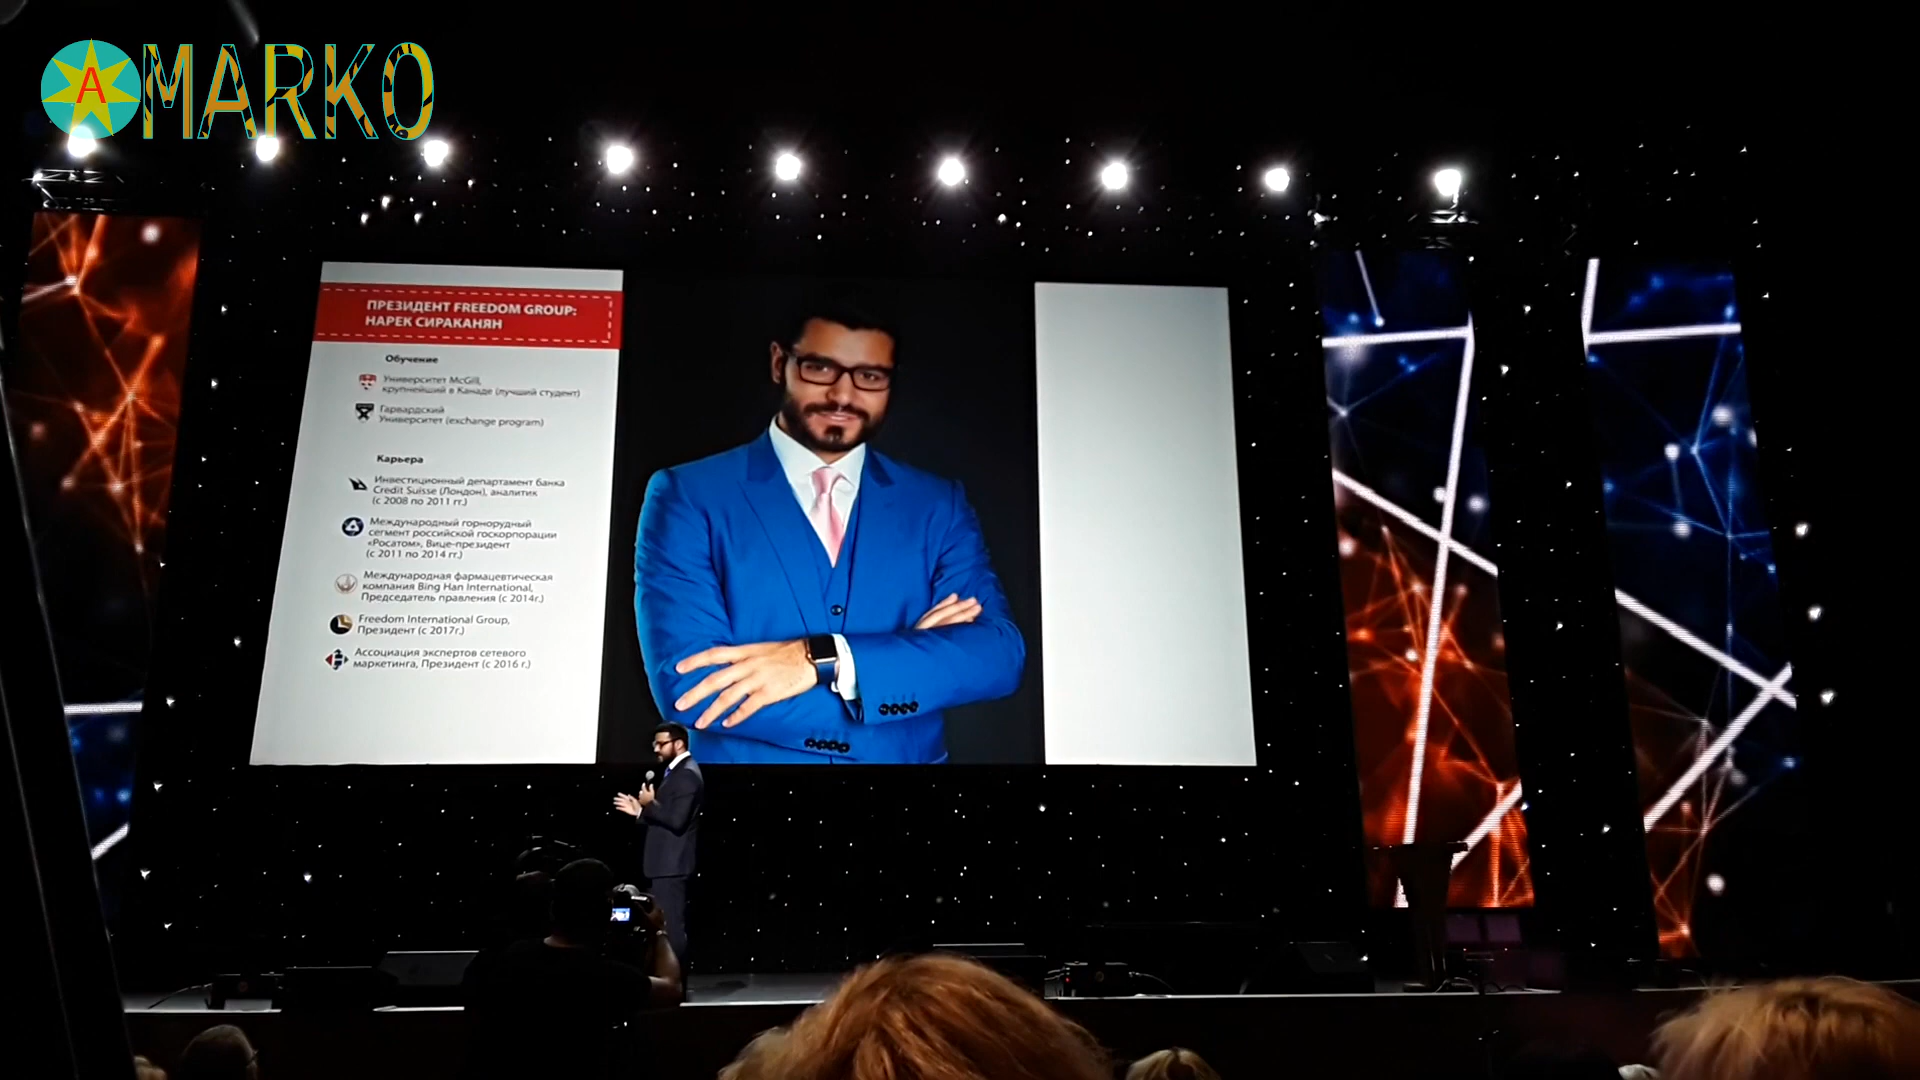 A MARKO
ПРЕЗИДЕНТ FREEDOM GROUP:
НАРЕК СИРАКАНЯН
Обучение
Университет McGill,
крупнейший в Канаде (лучший студент)
Гарвардский
Университет (exchange program)
Карьера
Инвестиционный департамент банка
Credit Suisse (Лондон), аналитик
(с 2008 по 2011 гг.)
Международный горнорудный
сегмент российской госкорпорации
«Росатом», Вице-президент
(с 2011 по 2014 гг.)
Международная фармацевтическая
компания Bing Han International,
Председатель правления (с 2014г.)
Freedom International Group,
Президент (с 2017г.)
Ассоциация экспертов сетевого
маркетинга, Президент (с 2016 г.)